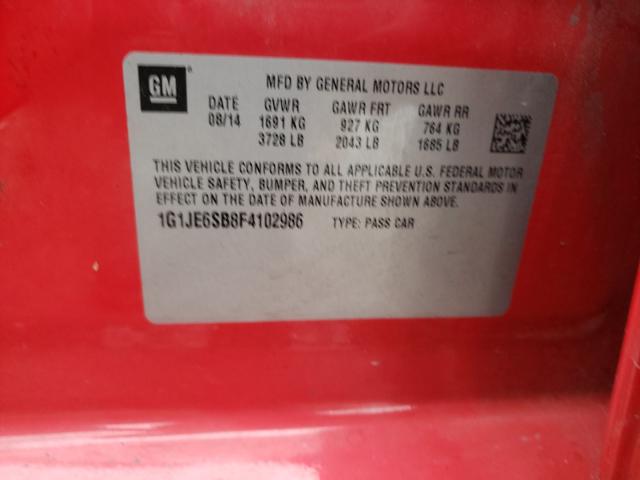 GM
MFD BY GENERAL MOTORS LLC
DATE GVWR GAWR FRT GAWR RR
08/14 1691 KG 927 KG 764 KG
3728 LB 2043 LB 1685 LB
THIS VEHICLE CONFORMS TO ALL APPLICABLE U.S. FEDERAL MOTOR
VEHICLE SAFETY, BUMPER, AND THEFT PREVENTION STANDARDS IN
EFFECT ON THE DATE OF MANUFACTURE SHOWN ABOVE.
1G1JE6SB8F4102986 TYPE: PASS CAR